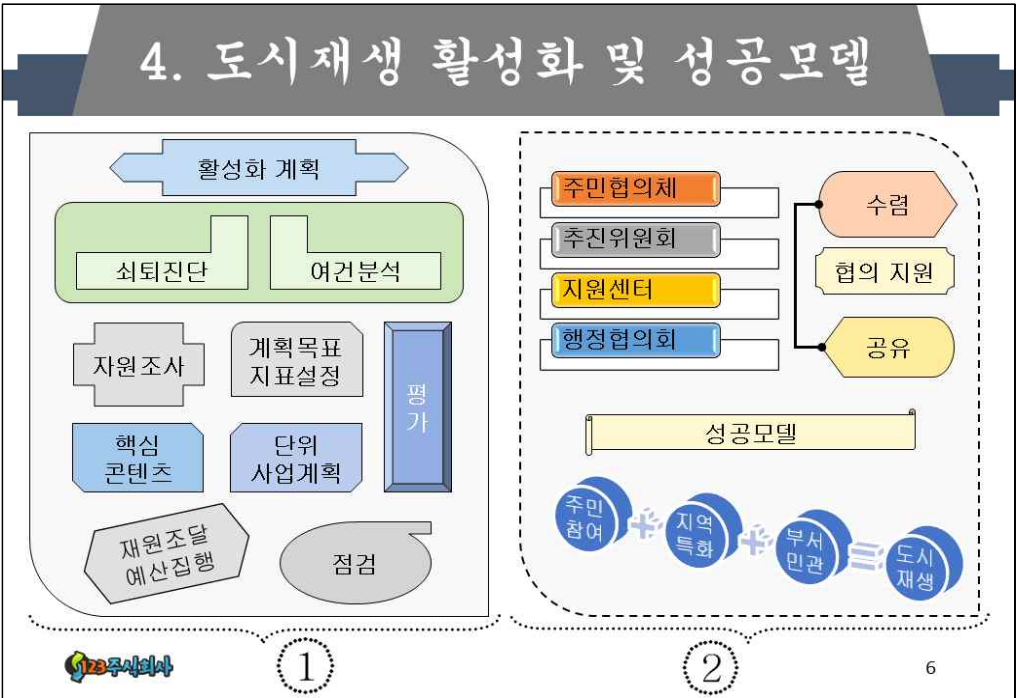 4. 도시재생 활성화 및 성공모델
활성화 계획
쇠퇴진단
여건분석
자원조사
계획목표
지표설정
평
가
핵심
콘텐츠
단위
사업계획
재원조달
예산집행
점검
주민협의체
추진위원회
지원센터
행정협의회
수렴
협의 지원
공유
성공모델
주민
참여
+
지역
특화
+
부서
민관
=
도시
재생
①
②
123주식회사
6